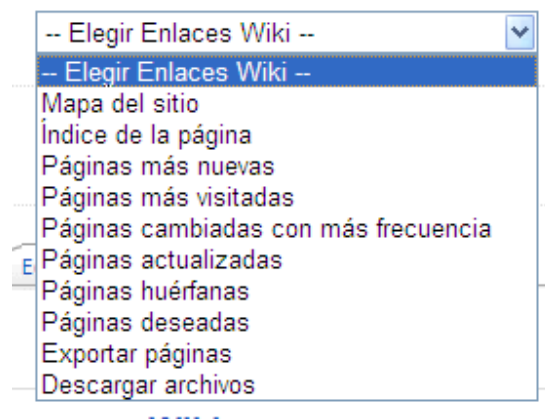 -- Elegir Enlaces Wiki --
-- Elegir Enlaces Wiki --
Mapa del sitio
Índice de la página
Páginas más nuevas
Páginas más visitadas
Páginas cambiadas con más frecuencia
Páginas actualizadas
Páginas huérfanas
Páginas deseadas
Exportar páginas
Descargar archivos